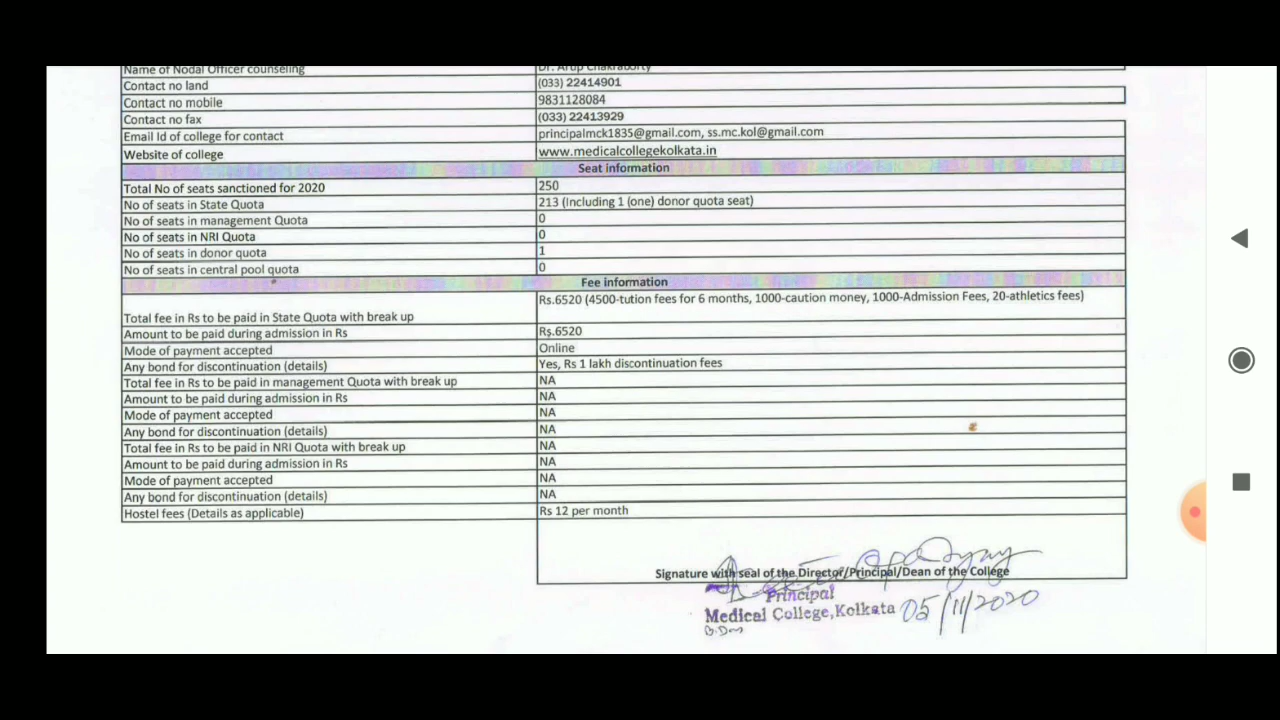 Name of Nodal Officer counseling Dr. Arup Chakraborty
Contact no land (033) 22414901
Contact no mobile 9831128084
Contact no fax (033) 22413929
Email Id of college for contact principalmck1835@gmail.com, ss.mc.kol@gmail.com
Website of college www.medicalcollegekolkata.in
Seat information
Total No of seats sanctioned for 2020 250
No of seats in State Quota 213 (Including 1 (one) donor quota seat)
No of seats in management Quota 0
No of seats in NRI Quota 0
No of seats in donor quota 1
No of seats in central pool quota 0
Fee information
Rs.6520 (4500-tution fees for 6 months, 1000-caution money, 1000-Admission Fees, 20-athletics fees)
Total fee in Rs to be paid in State Quota with break up
Amount to be paid during admission in Rs Rs.6520
Mode of payment accepted Online
Any bond for discontinuation (details) Yes, Rs 1 lakh discontinuation fees
Total fee in Rs to be paid in management Quota with break up NA
Amount to be paid during admission in Rs NA
Mode of payment accepted NA
Any bond for discontinuation (details) NA
Total fee in Rs to be paid in NRI Quota with break up NA
Amount to be paid during admission in Rs NA
Mode of payment accepted NA
Any bond for discontinuation (details) NA
Hostel fees (Details as applicable) Rs 12 per month
Signature with seal of the Director/Principal/Dean of the College
Principal
Medical College, Kolkata 05/11/2020